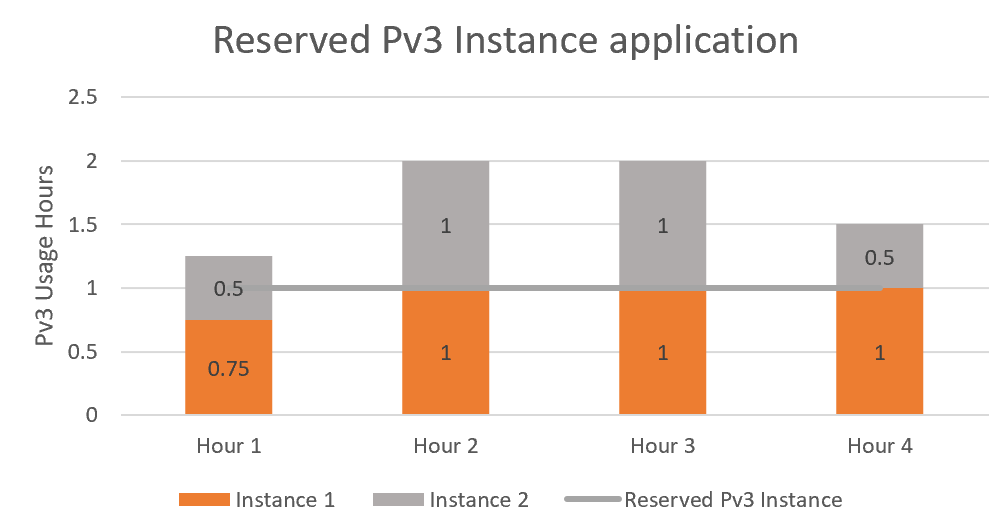 Reserved Pv3 Instance application
Pv3 Usage Hours
2.5
2
1.5
1
0.5
0
1
1
0.5
0.5
0.75
1
1
1
Hour 1
Hour 2
Hour 3
Hour 4
Instance 1
Instance 2
Reserved Pv3 Instance